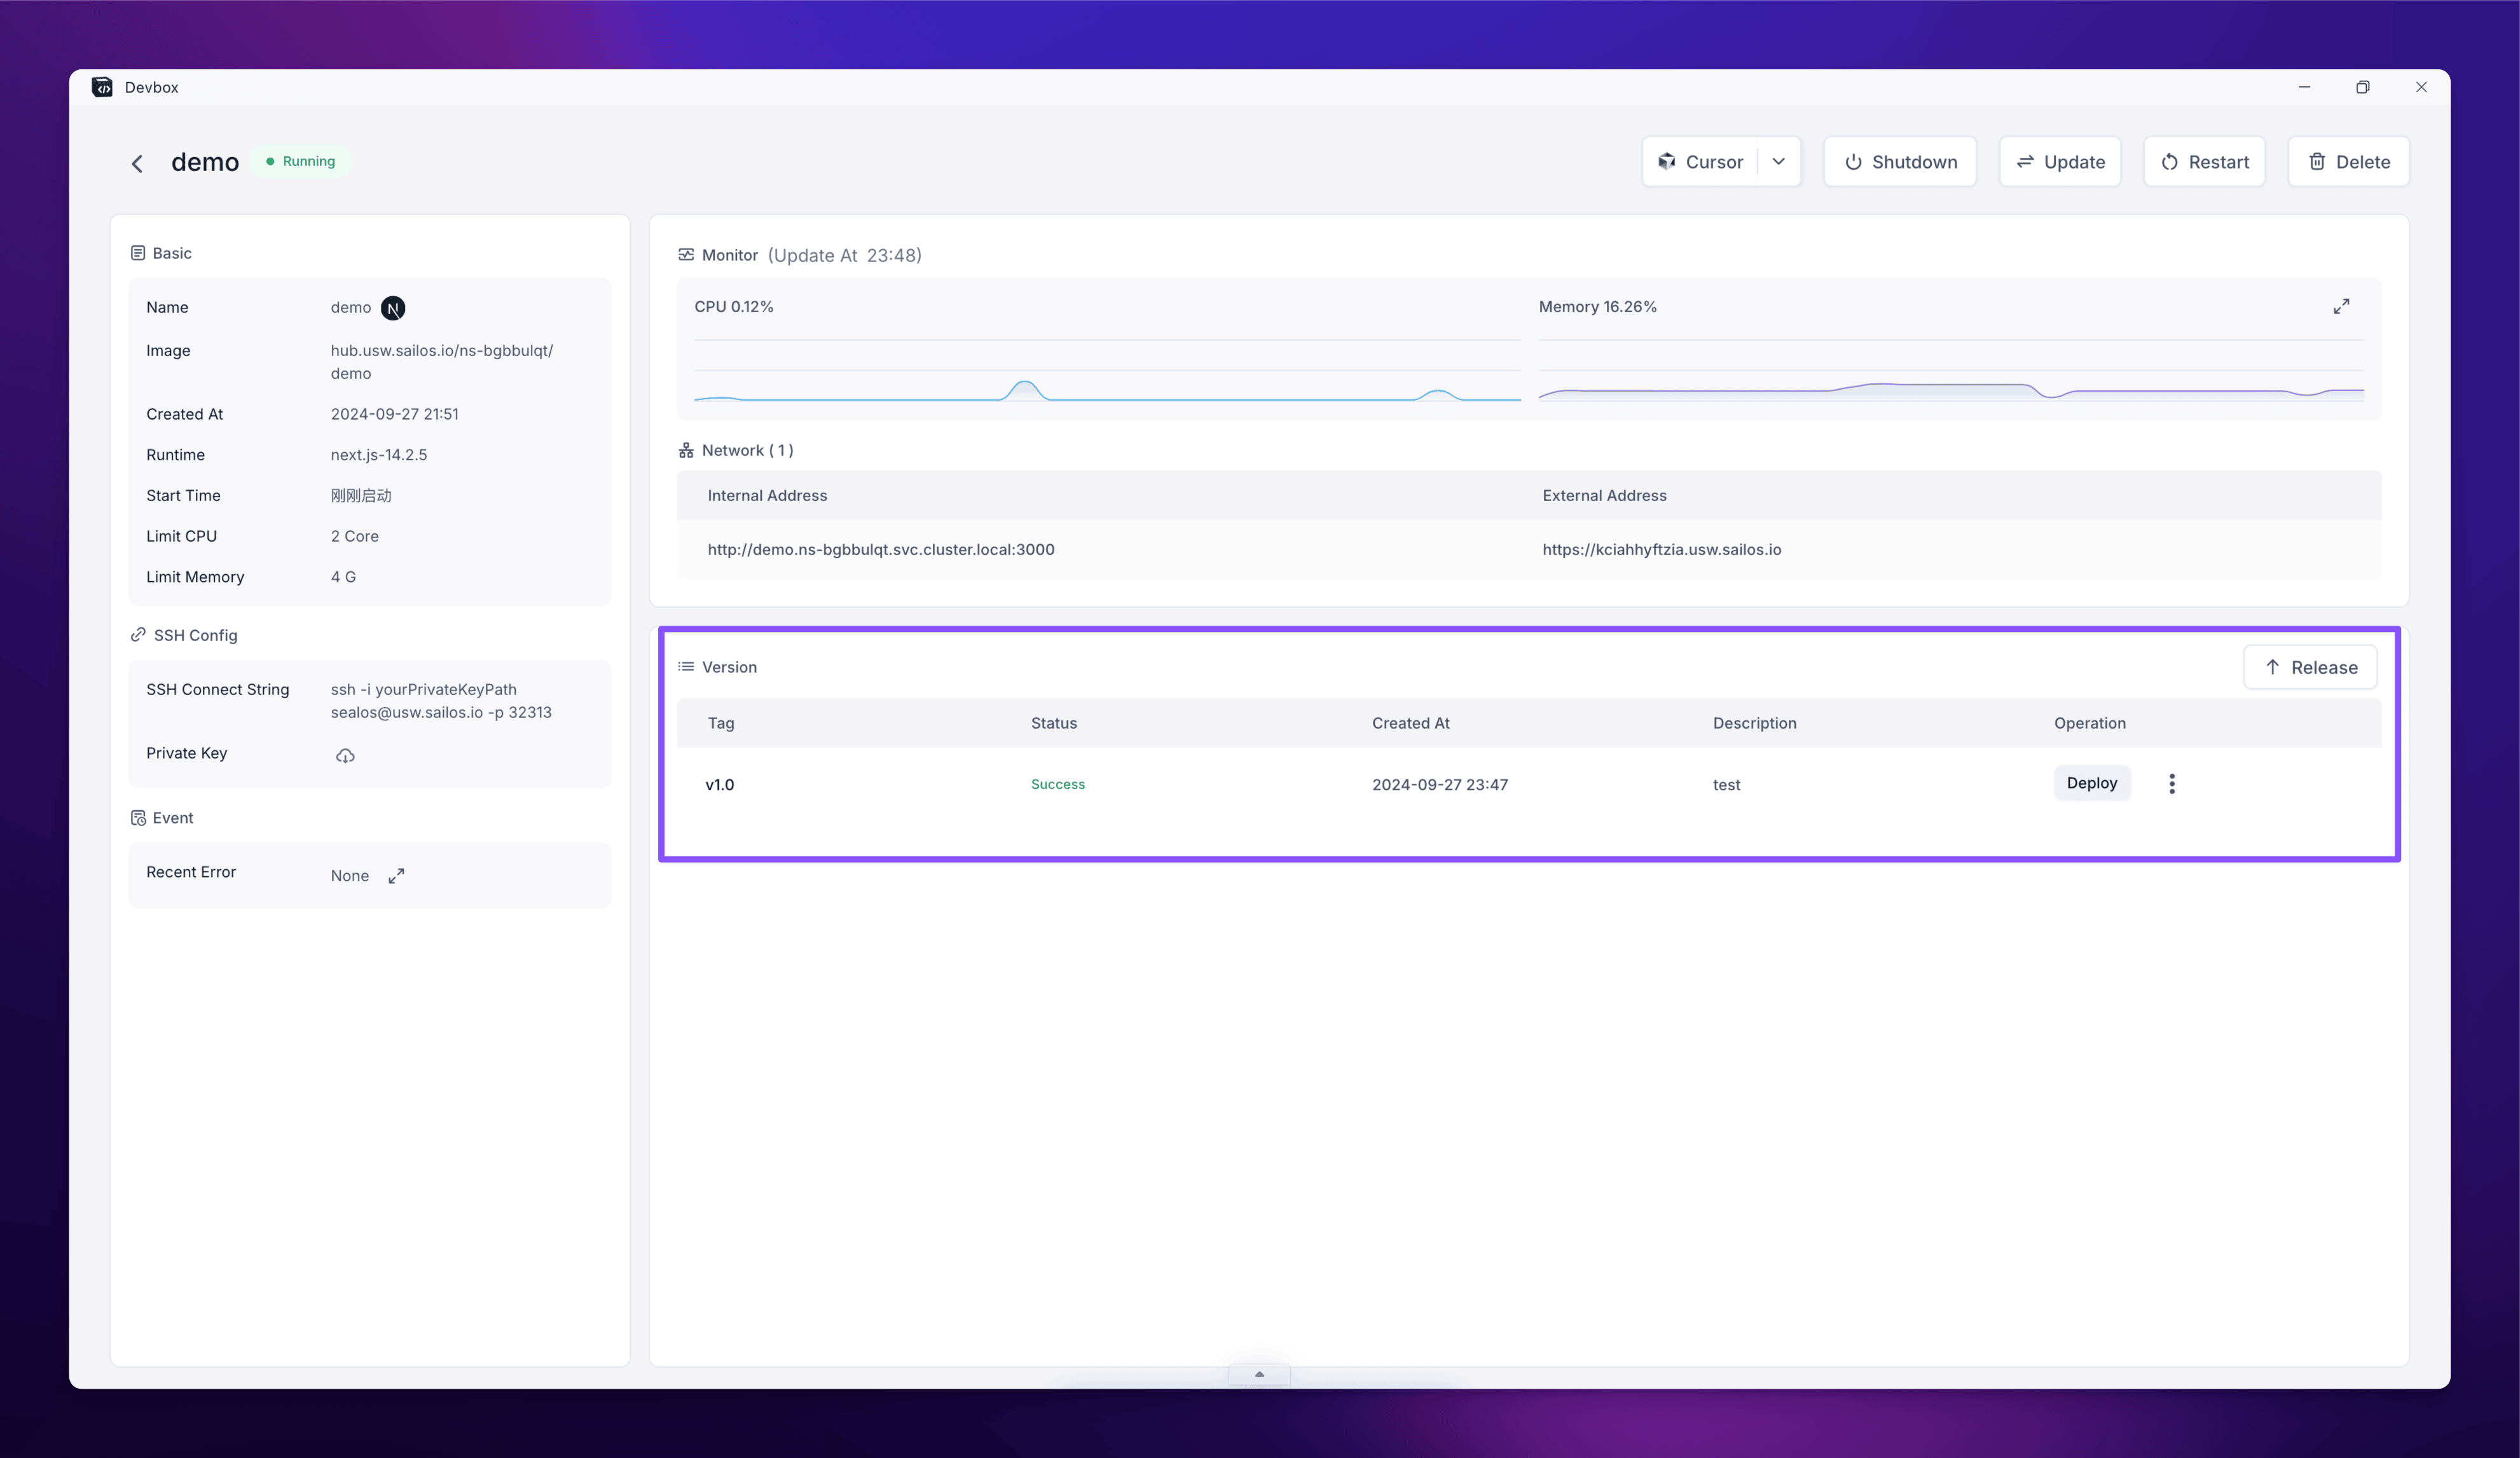 Devbox
demo
Running
Cursor
Shutdown
Update
Restart
Delete
Basic
Name
demo
N
Image
hub.usw.sailos.io/ns-bgbbulqt/
demo
Created At
2024-09-27 21:51
Runtime
next.js-14.2.5
Start Time
刚刚启动
Limit CPU
2 Core
Limit Memory
4 G
SSH Config
SSH Connect String
ssh -i yourPrivateKeyPath
sealos@usw.sailos.io -p 32313
Private Key
Event
Recent Error
None
Monitor (Update At 23:48)
CPU 0.12%
Memory 16.26%
Network ( 1 )
Internal Address
External Address
http://demo.ns-bgbbulqt.svc.cluster.local:3000
https://kciahhyftzia.usw.sailos.io
Version
Release
Tag
Status
Created At
Description
Operation
v1.0
Success
2024-09-27 23:47
test
Deploy